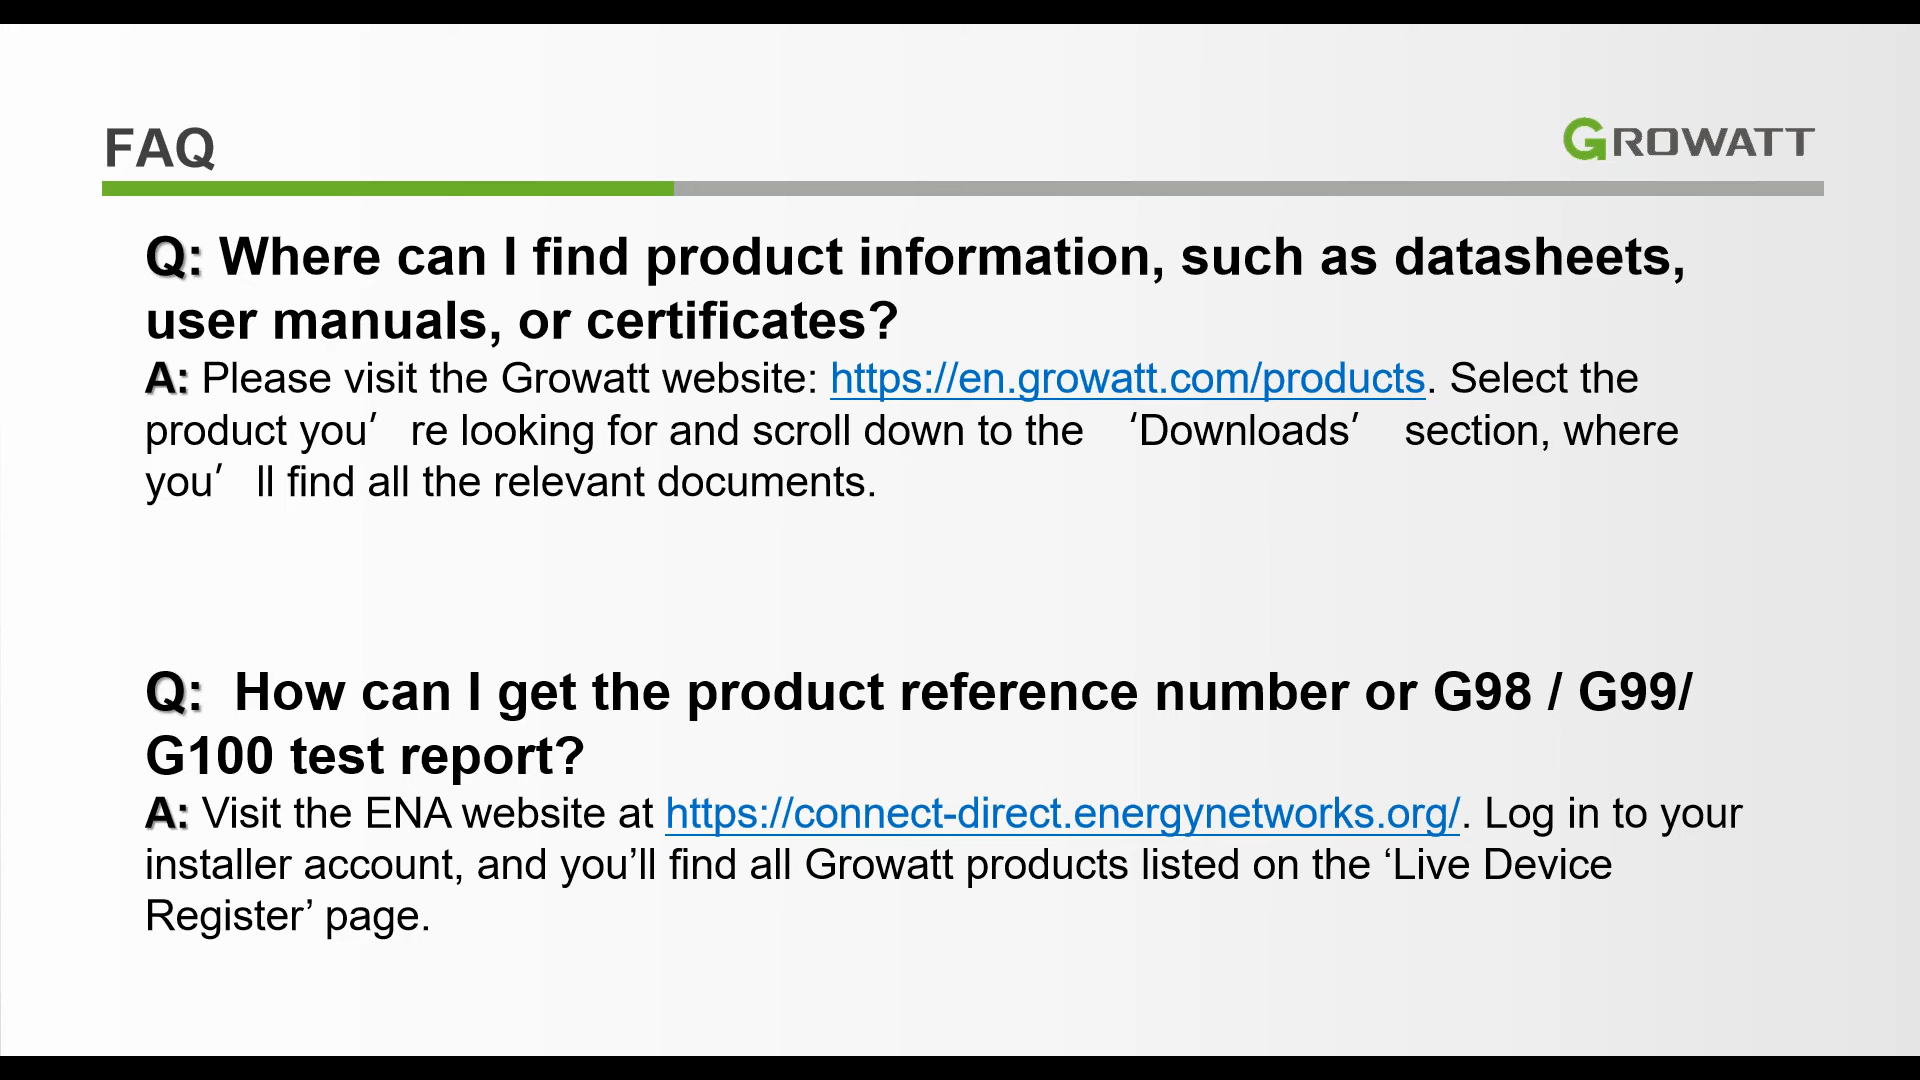 FAQ
GROWATT
Q: Where can I find product information, such as datasheets,
user manuals, or certificates?
A: Please visit the Growatt website: https://en.growatt.com/products. Select the
product you’ re looking for and scroll down to the ‘Downloads’ section, where
you’ ll find all the relevant documents.
Q: How can I get the product reference number or G98 / G99/
G100 test report?
A: Visit the ENA website at https://connect-direct.energynetworks.org/. Log in to your
installer account, and you’ll find all Growatt products listed on the ‘Live Device
Register’ page.